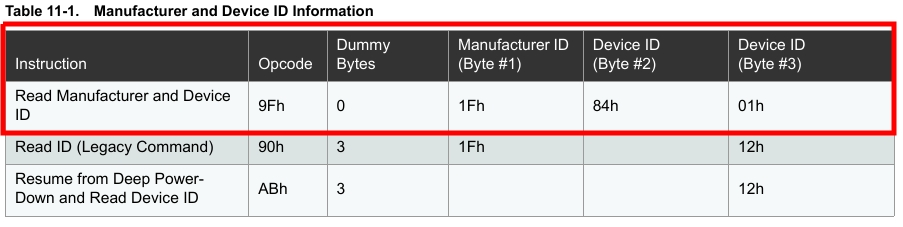 Table 11-1. Manufacturer and Device ID Information
Instruction Opcode Dummy Bytes Manufacturer ID (Byte #1) Device ID (Byte #2) Device ID (Byte #3)
Read Manufacturer and Device ID 9Fh 0 1Fh 84h 01h
Read ID (Legacy Command) 90h 3 1Fh 12h
Resume from Deep Power-Down and Read Device ID ABh 3 12h